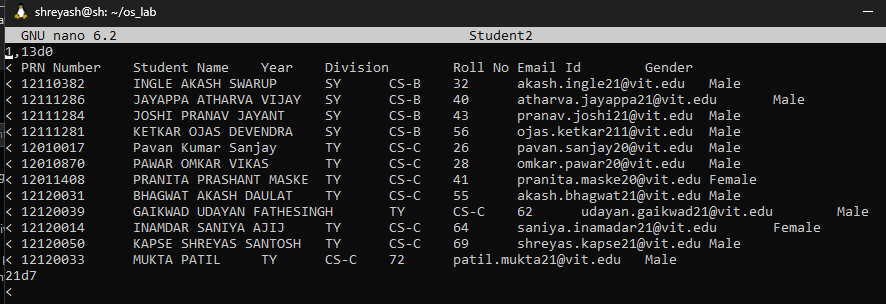 shreyash@sh: ~/os_lab
GNU nano 6.2 Student2
1,13d0
< PRN Number Student Name Year Division Roll No Email Id Gender
< 12110382 INGLE AKASH SWARUP SY CS-B 32 akash.ingle21@vit.edu Male
< 12111286 JAYAPPA ATHARVA VIJAY SY CS-B 40 atharva.jayappa21@vit.edu Male
< 12111284 JOSHI PRANAV JAYANT SY CS-B 43 pranav.joshi21@vit.edu Male
< 12111281 KETKAR OJAS DEVENDRA SY CS-B 56 ojas.ketkar211@vit.edu Male
< 12010017 Pavan Kumar Sanjay TY CS-C 26 pavan.sanjay20@vit.edu Male
< 12010870 PAWAR OMKAR VIKAS TY CS-C 28 omkar.pawar20@vit.edu Male
< 12011408 PRANITA PRASHANT MASKE TY CS-C 41 pranita.maske20@vit.edu Female
< 12120031 BHAGWAT AKASH DAULAT TY CS-C 55 akash.bhagwat21@vit.edu Male
< 12120039 GAIKWAD UDAYAN FATHESINGH TY CS-C 62 udayan.gaikwad21@vit.edu Male
< 12120014 INAMDAR SANIYA AJIJ TY CS-C 64 saniya.inamadar21@vit.edu Female
< 12120050 KAPSE SHREYAS SANTOSH TY CS-C 69 shreyas.kapse21@vit.edu Male
< 12120033 MUKTA PATIL TY CS-C 72 patil.mukta21@vit.edu Male
21d7
<